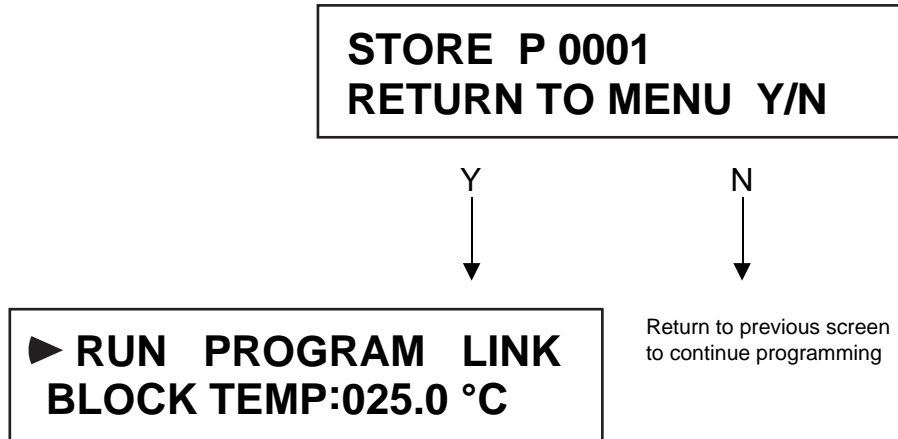 STORE P 0001
RETURN TO MENU Y/N
Y N
RUN PROGRAM LINK
BLOCK TEMP:025.0 °C
Return to previous screen
to continue programming